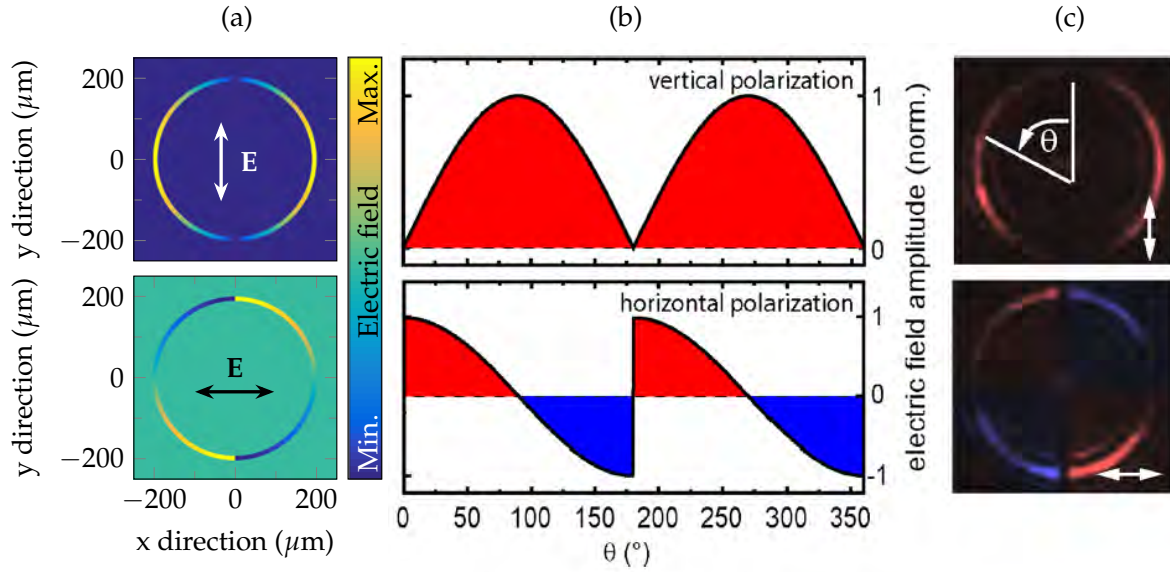 (a)
(b)
(c)
y direction (μm)
200
0
−200
E
y direction (μm)
200
0
−200
E
−200
0
200
x direction (μm)
Min.
Electric field
Max.
vertical polarization
1
0
horizontal polarization
1
0
-1
0
50
100
150
200
250
300
350
θ (°)
electric field amplitude (norm.)
θ